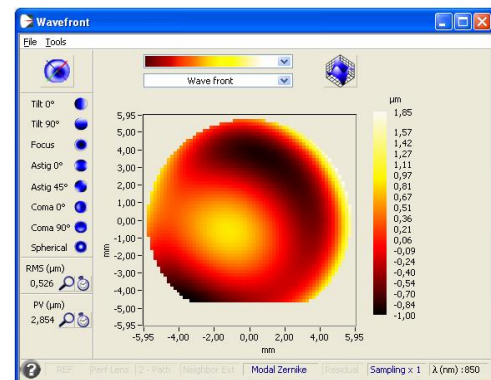 Wavefront
File Tools
Wave front
Tilt 0°
Tilt 90°
Focus
Astig 0°
Astig 45°
Coma 0°
Coma 90°
Spherical
RMS (µm)
0,526
PV (µm)
2,854
5,95
5,00
4,00
3,00
2,00
1,00
0,00
-1,00
-2,00
-3,00
-4,00
-5,00
-5,95
mm
-5,95 -4,00 -2,00 0,00 2,00 4,00 5,95
mm
µm
1,85
1,57
1,42
1,27
1,11
0,97
0,81
0,67
0,51
0,36
0,21
0,06
-0,09
-0,24
-0,40
-0,54
-0,70
-0,84
-1,00
REF Perf Lens 2 - Path Neighbor Ext Modal Zernike Residual Sampling x 1 λ (nm) :850